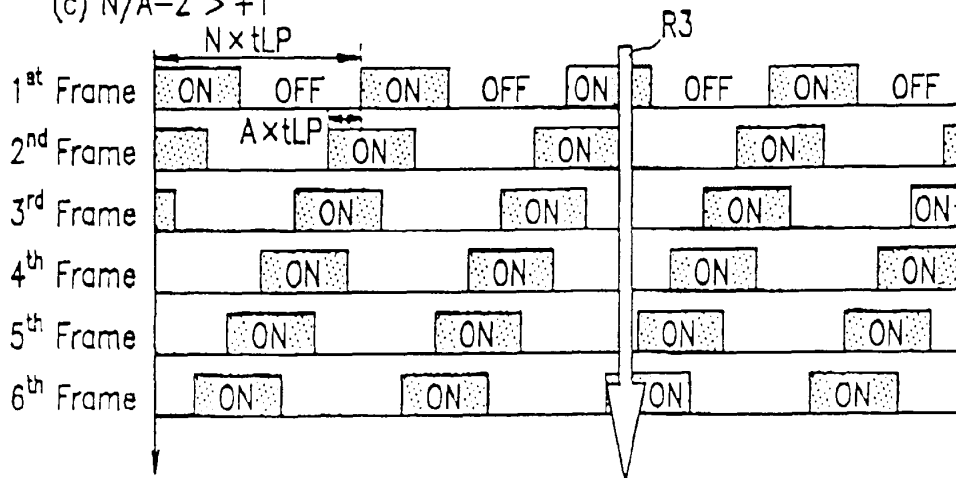 (c) N/A-2 > +1
N×tLP
R3
1st Frame ON OFF ON OFF ON OFF ON OFF
A×tLP
2nd Frame ON ON ON
3rd Frame ON ON ON ON
4th Frame ON ON ON ON
5th Frame ON ON ON ON
6th Frame ON ON ON ON